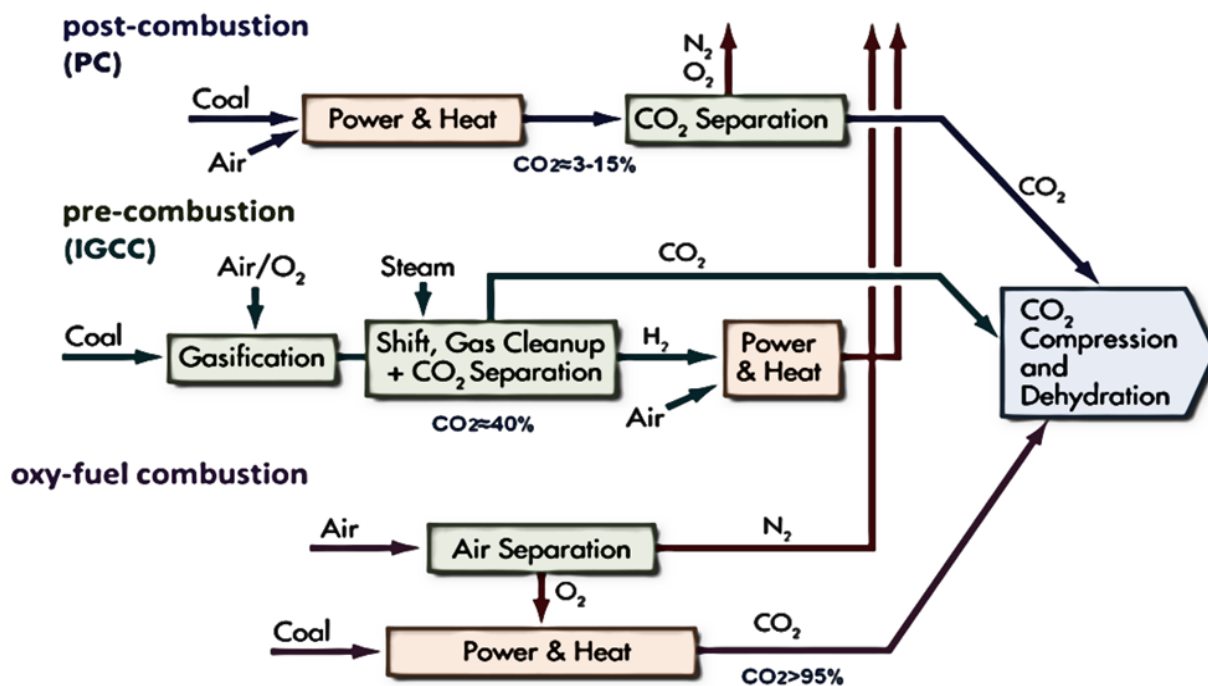 post-combustion
(PC)
N₂
O₂
Coal
Power & Heat
CO₂ Separation
Air
CO₂≈3-15%
CO₂
pre-combustion
(IGCC)
Air/O₂
Steam
CO₂
Coal
Gasification
Shift, Gas Cleanup
+ CO₂ Separation
H₂
Power
& Heat
Air
CO₂≈40%
CO₂
Compression
and
Dehydration
oxy-fuel combustion
Air
Air Separation
N₂
O₂
Coal
Power & Heat
CO₂
CO₂>95%